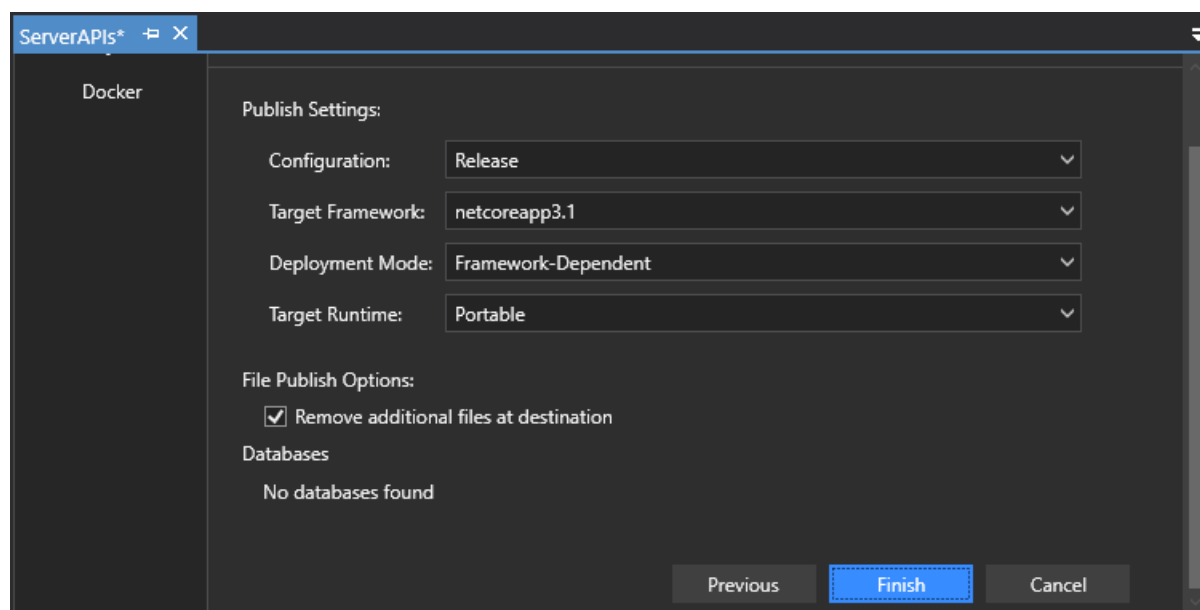 ServerAPIs*
Docker
Publish Settings:
Configuration: Release
Target Framework: netcoreapp3.1
Deployment Mode: Framework-Dependent
Target Runtime: Portable
File Publish Options:
Remove additional files at destination
Databases
No databases found
Previous Finish Cancel